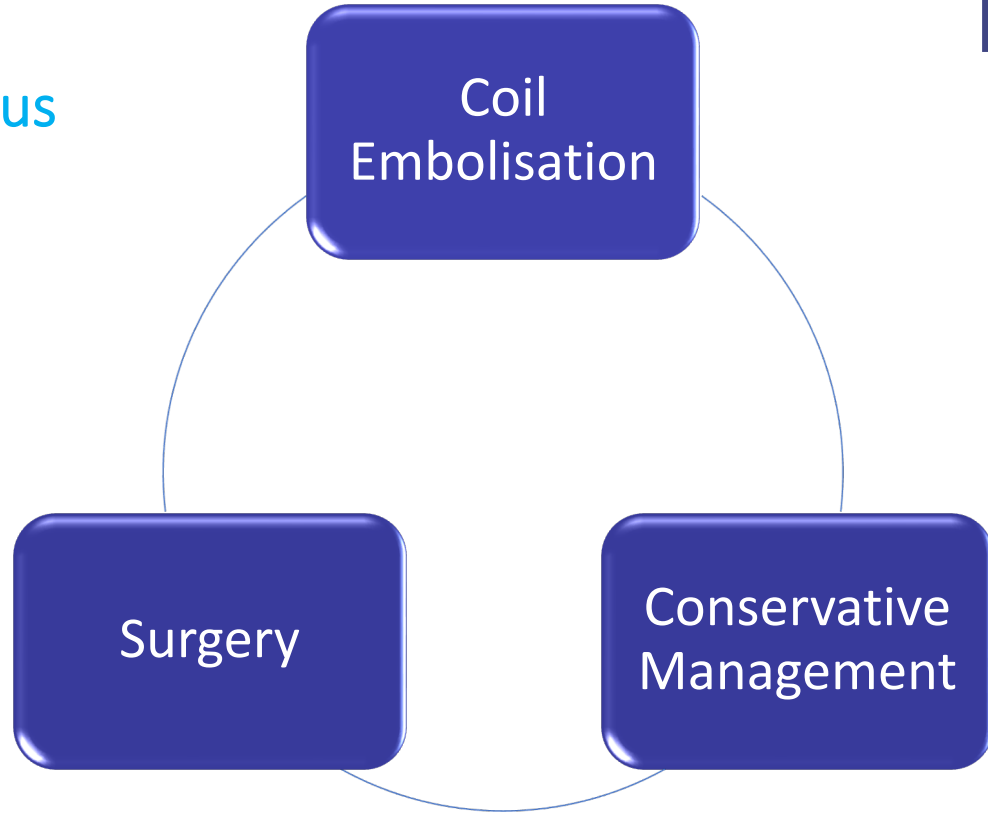 us
Coil
Embolisation
Surgery
Conservative
Management